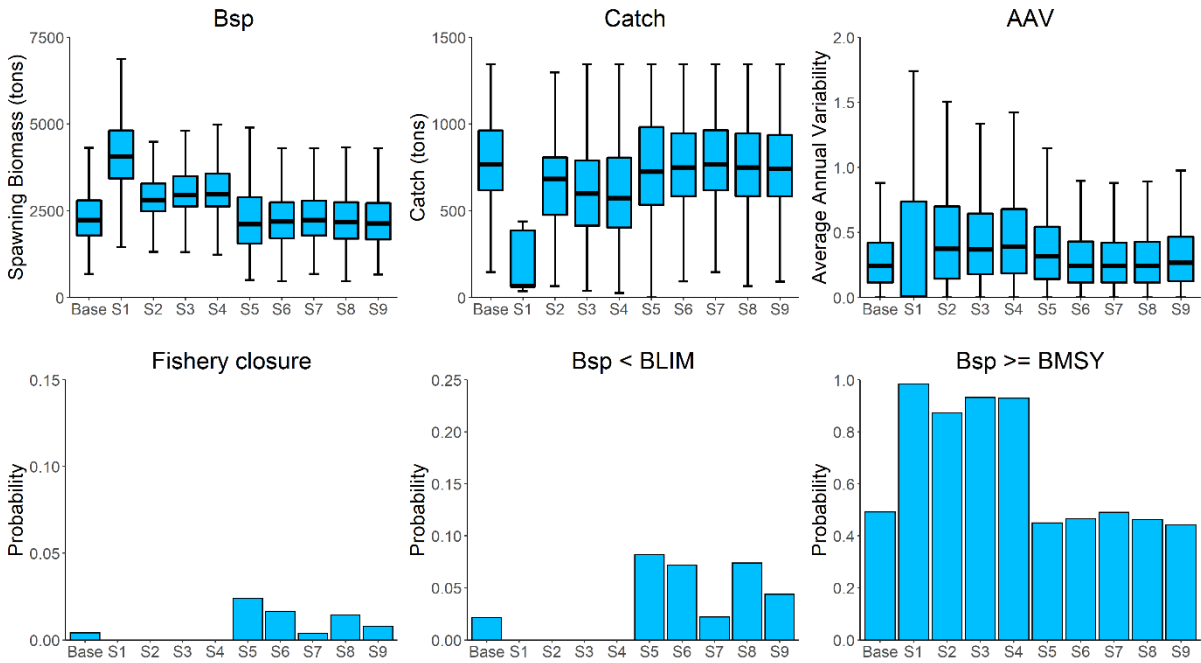 Bsp
Spawning Biomass (tons)
7500
5000
2500
0
Base S1 S2 S3 S4 S5 S6 S7 S8 S9
Catch
Catch (tons)
1500
1000
500
0
Base S1 S2 S3 S4 S5 S6 S7 S8 S9
AAV
Average Annual Variability
2.0
1.5
1.0
0.5
0.0
Base S1 S2 S3 S4 S5 S6 S7 S8 S9
Fishery closure
Probability
0.15
0.10
0.05
0.00
Base S1 S2 S3 S4 S5 S6 S7 S8 S9
Bsp < BLIM
Probability
0.25
0.20
0.15
0.10
0.05
0.00
Base S1 S2 S3 S4 S5 S6 S7 S8 S9
Bsp >= BMSY
Probability
1.0
0.8
0.6
0.4
0.2
0.0
Base S1 S2 S3 S4 S5 S6 S7 S8 S9